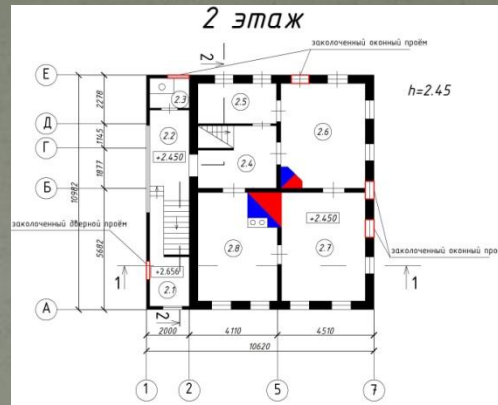 2 этаж
заколоченный оконный проём
h=2.45
2
Е
Д
Г
Б
А
2278
1145
1877
5682
10982
2.3
2.2
+2.450
2.5
2.6
2.4
заколоченный дверной проём
2.8
+2.450
2.7
заколоченный оконный про
+2.656
2.1
1
1
2
2000
4110
4510
10620
1
2
5
7